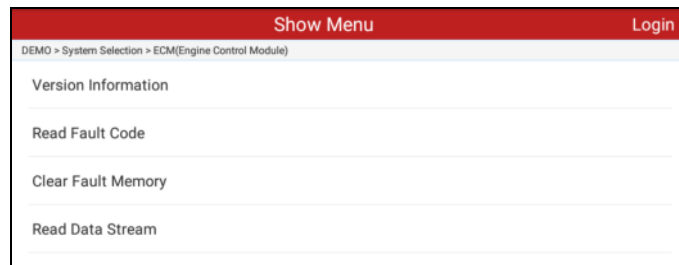 Show Menu Login
DEMO > System Selection > ECM(Engine Control Module)
Version Information
Read Fault Code
Clear Fault Memory
Read Data Stream